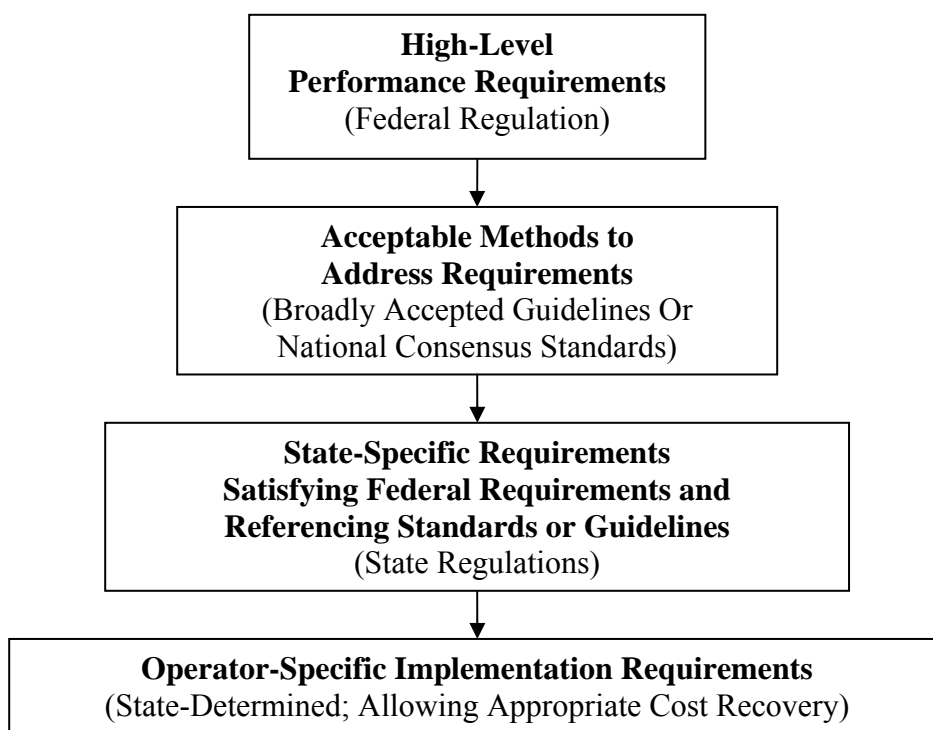 High-Level
Performance Requirements
(Federal Regulation)
Acceptable Methods to
Address Requirements
(Broadly Accepted Guidelines Or
National Consensus Standards)
State-Specific Requirements
Satisfying Federal Requirements and
Referencing Standards or Guidelines
(State Regulations)
Operator-Specific Implementation Requirements
(State-Determined; Allowing Appropriate Cost Recovery)